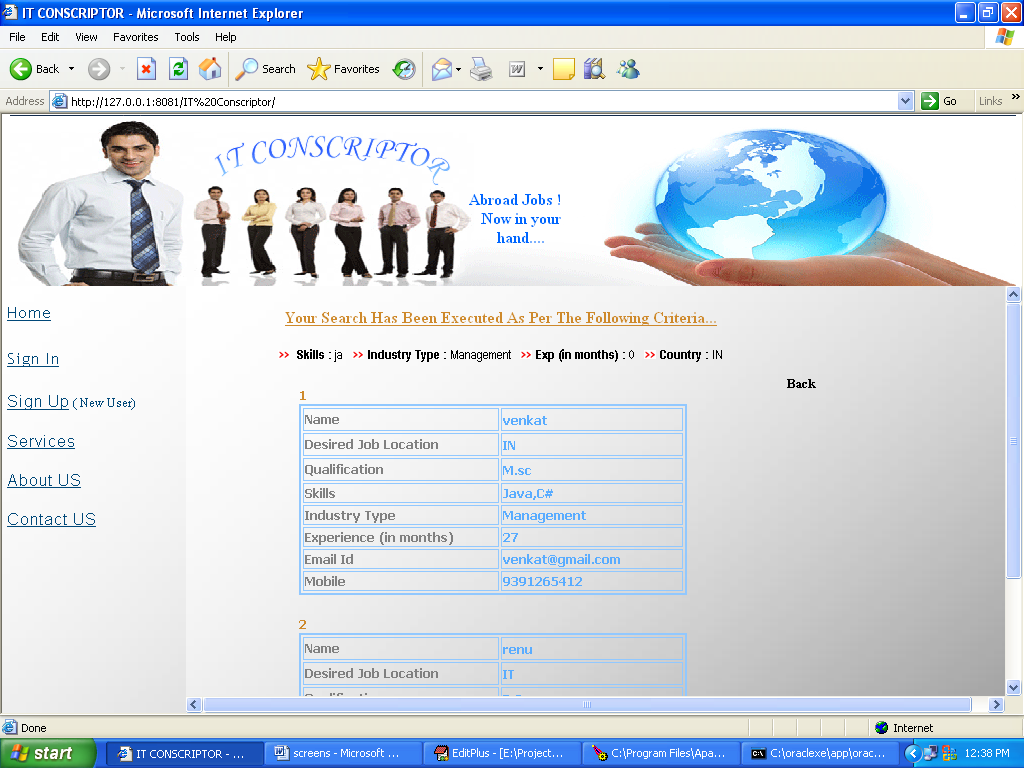 IT CONSCRIPTOR - Microsoft Internet Explorer
File Edit View Favorites Tools Help
Back Search Favorites
Address http://127.0.0.1:8081/IT%20Conscriptor/ Go Links »
IT CONSCRIPTOR
Abroad Jobs !
Now in your
hand....
Home
Sign In
Sign Up ( New User)
Services
About US
Contact US
Your Search Has Been Executed As Per The Following Criteria...
>> Skills : ja >> Industry Type : Management >> Exp (in months) : 0 >> Country : IN
Back
1
Name venkat
Desired Job Location IN
Qualification M.sc
Skills Java,C#
Industry Type Management
Experience (in months) 27
Email Id venkat@gmail.com
Mobile 9391265412
2
Name renu
Desired Job Location IT
Done Internet
start IT CONSCRIPTOR - ... screens - Microsoft ... EditPlus - [E:\Project... C:\Program Files\Apa... C:\oraclexe\app\orac... 12:38 PM